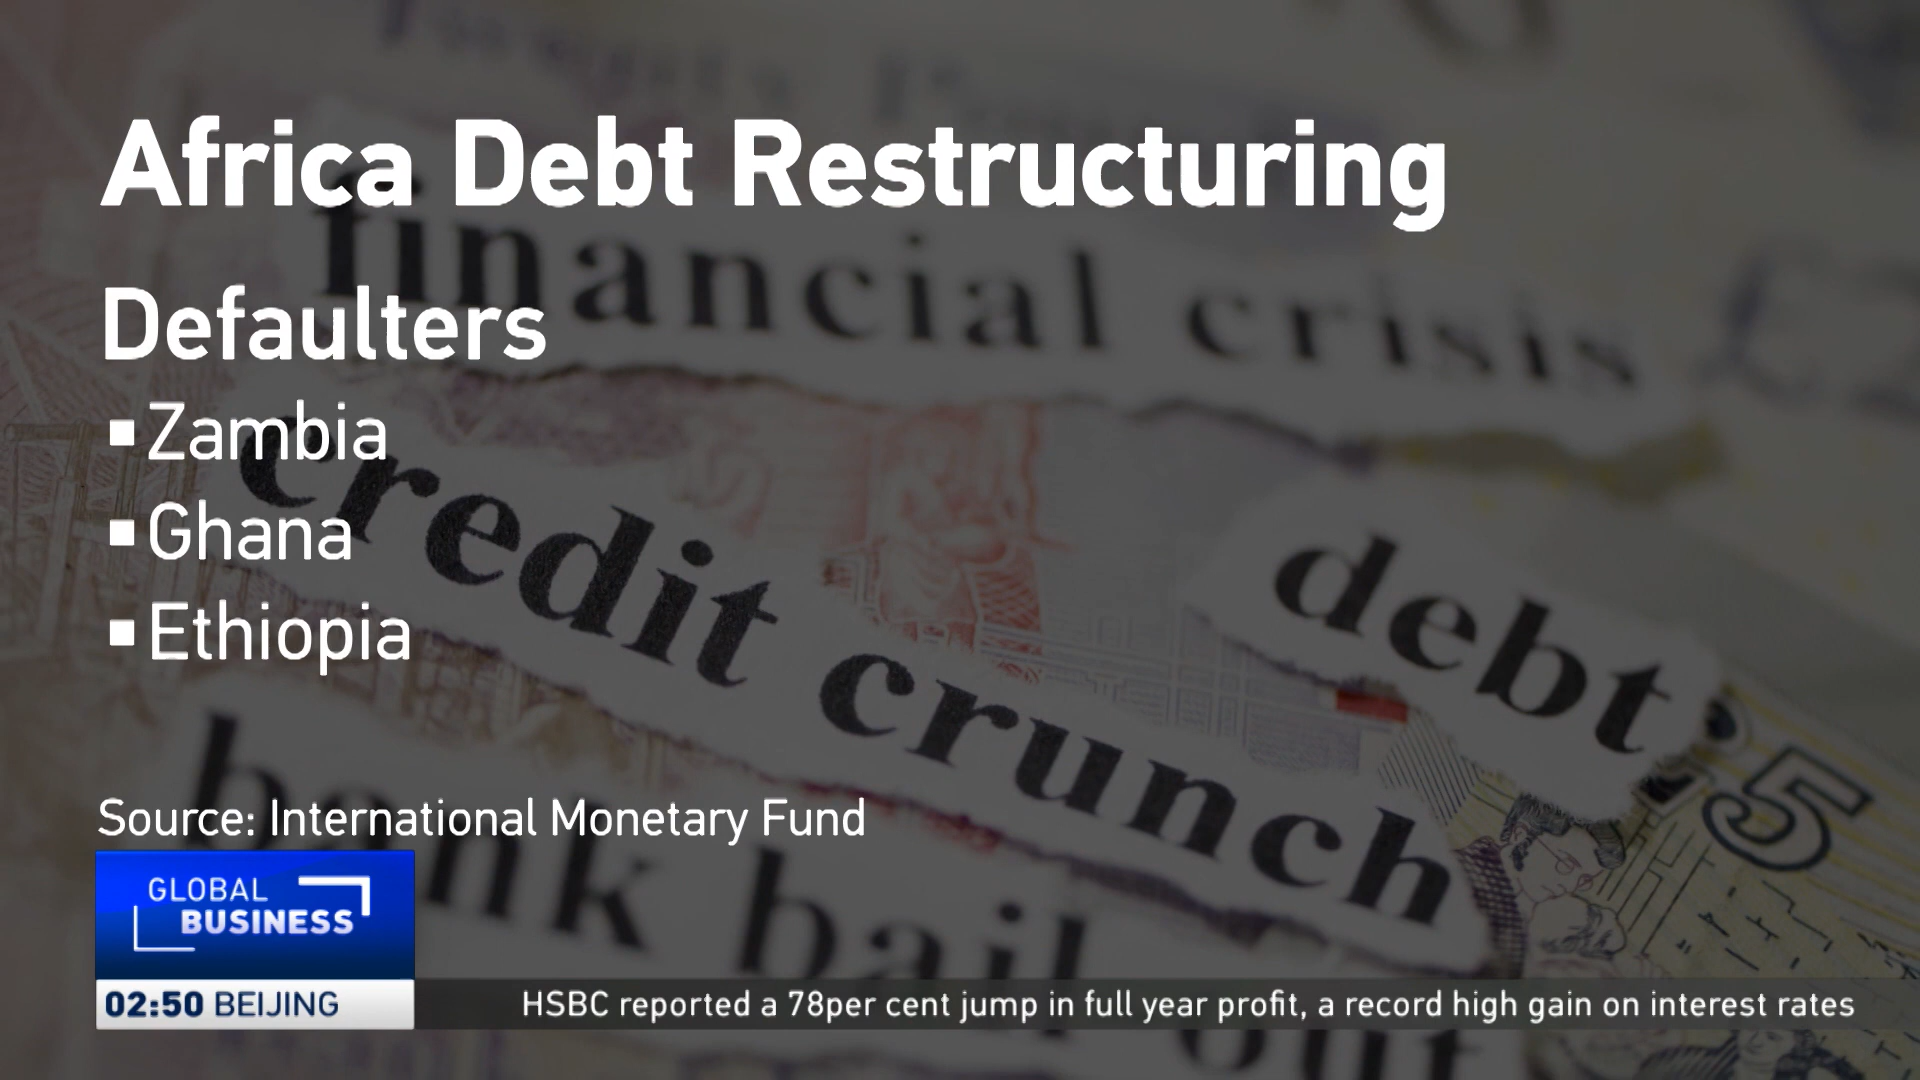 Africa Debt Restructuring
financial crisis
Defaulters
▪Zambia
▪Ghana
▪Ethiopia
credit crunch
debt
5
Source: International Monetary Fund
bank bail
out
GLOBAL
BUSINESS
02:50 BEIJING
HSBC reported a 78per cent jump in full year profit, a record high gain on interest rates